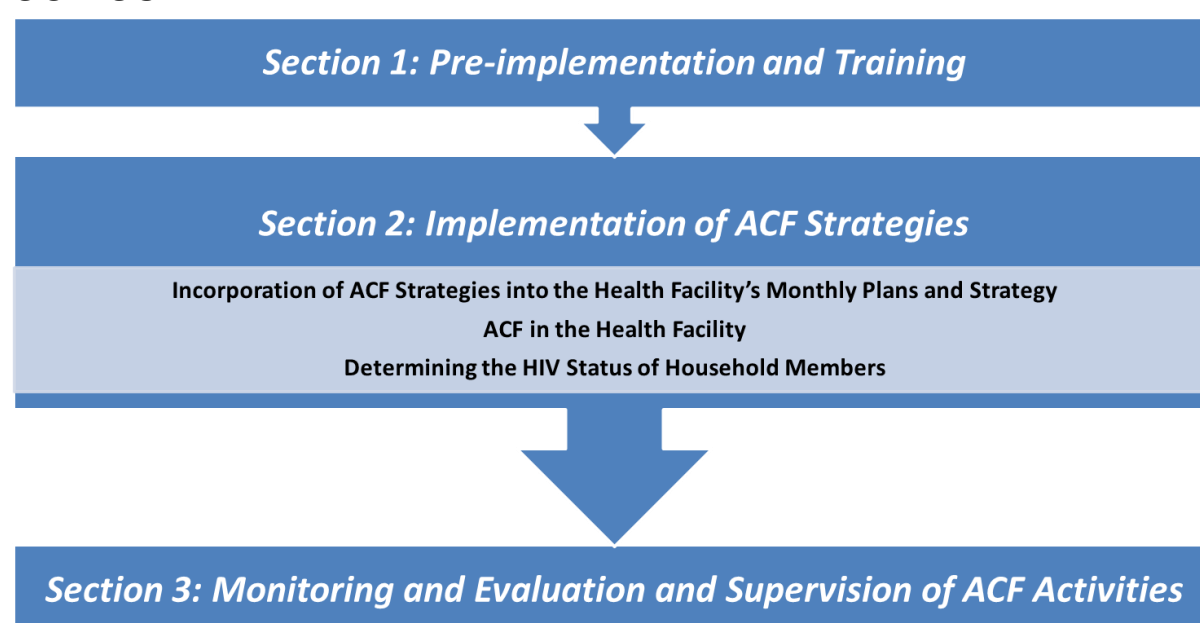 Section 1: Pre-implementation and Training
Section 2: Implementation of ACF Strategies
Incorporation of ACF Strategies into the Health Facility's Monthly Plans and Strategy
ACF in the Health Facility
Determining the HIV Status of Household Members
Section 3: Monitoring and Evaluation and Supervision of ACF Activities